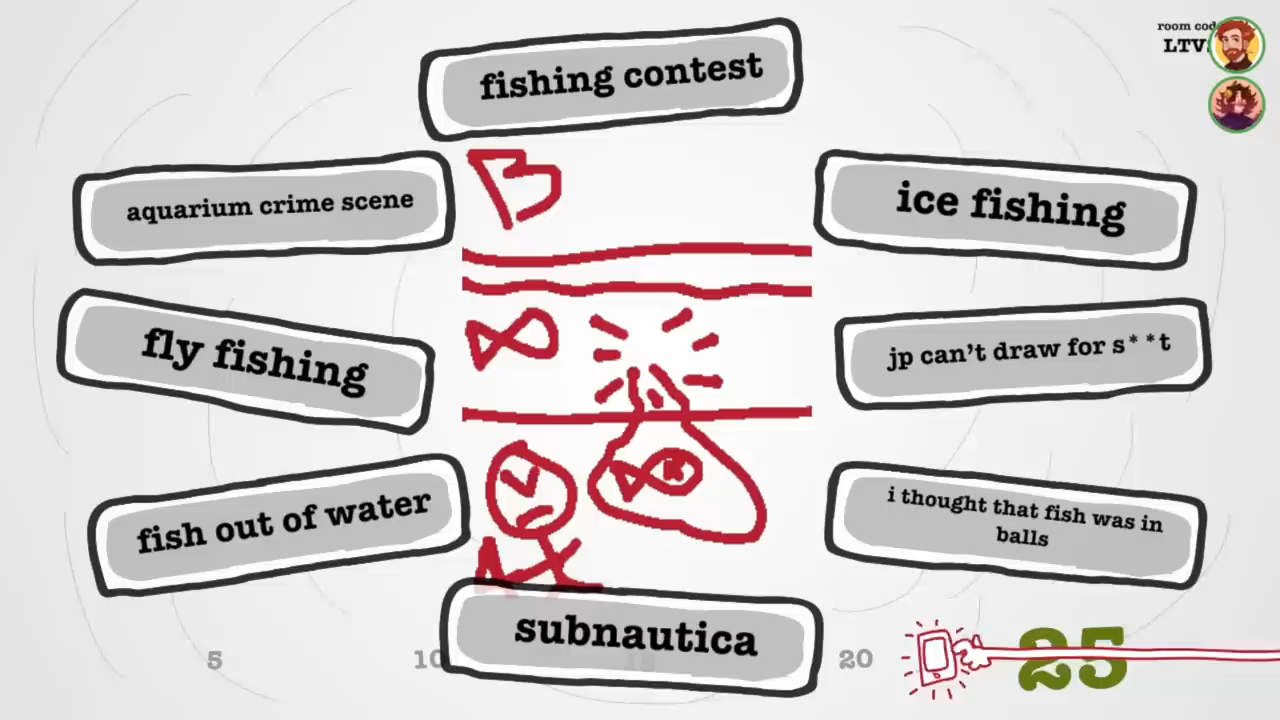 room cod
LTV
fishing contest
aquarium crime scene
ice fishing
fly fishing
jp can't draw for s**t
fish out of water
i thought that fish was in
balls
subnautica
5
10
20
25